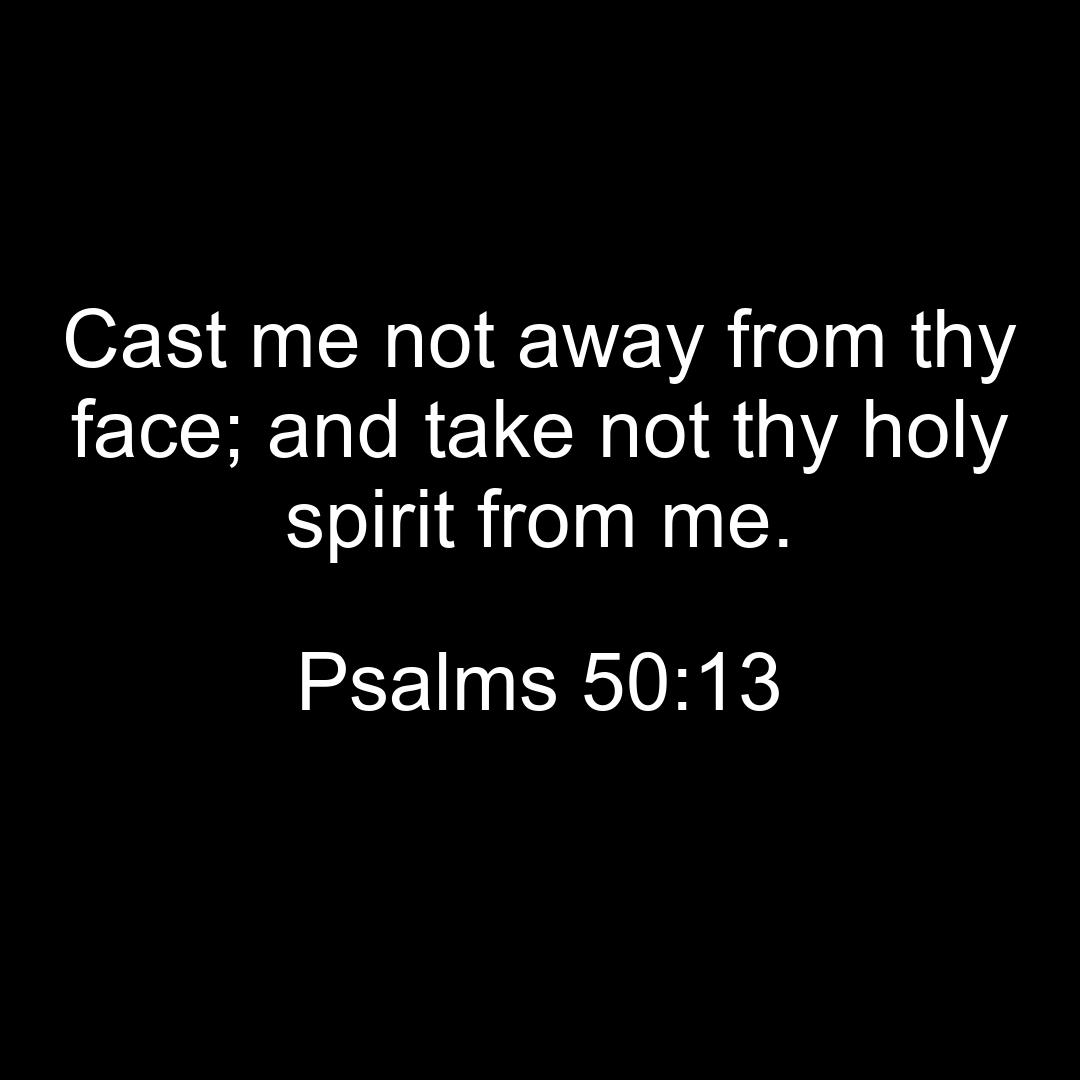 Cast me not away from thy
face; and take not thy holy
spirit from me.
Psalms 50:13